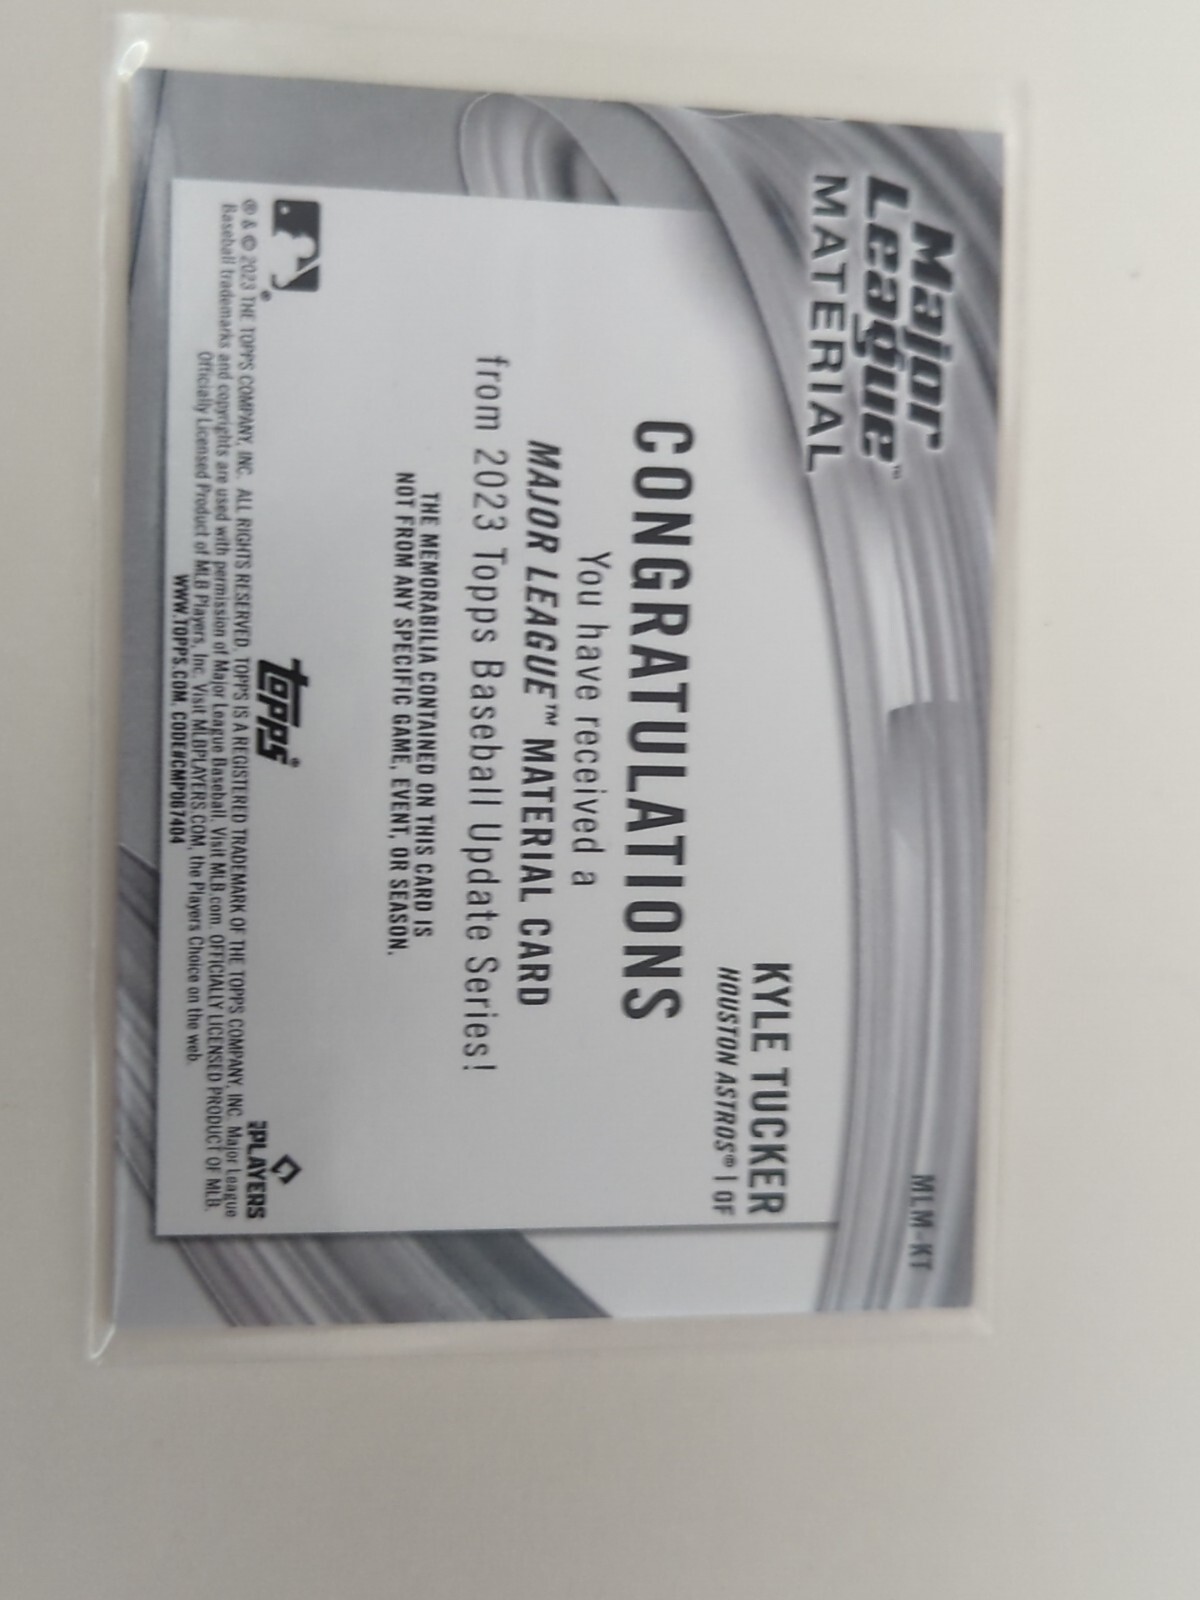 Major
League™
MATERIAL
MLM-KT
KYLE TUCKER
HOUSTON ASTROS® | OF
CONGRATULATIONS
You have received a
MAJOR LEAGUE™ MATERIAL CARD
from 2023 Topps Baseball Update Series!
THE MEMORABILIA CONTAINED ON THIS CARD IS
NOT FROM ANY SPECIFIC GAME, EVENT, OR SEASON.
topps®
PLAYERS
® & © 2023 THE TOPPS COMPANY, INC. ALL RIGHTS RESERVED. TOPPS IS A REGISTERED TRADEMARK OF THE TOPPS COMPANY, INC. Major League
Baseball trademarks and copyrights are used with permission of Major League Baseball. Visit MLB.com. OFFICIALLY LICENSED PRODUCT OF MLB.
Officially Licensed Product of MLB Players, Inc. Visit MLBPLAYERS.COM, the Players Choice on the web.
WWW.TOPPS.COM. CODE#CMP067404